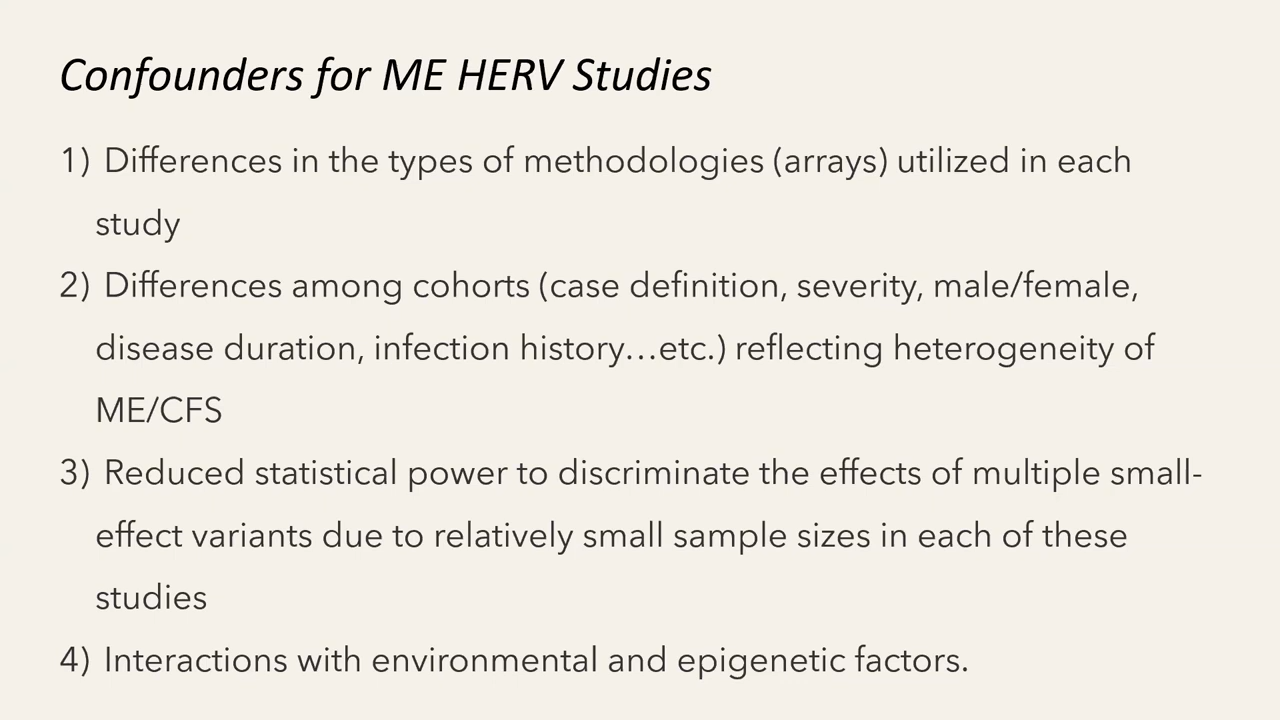 Confounders for ME HERV Studies
1) Differences in the types of methodologies (arrays) utilized in each
study
2) Differences among cohorts (case definition, severity, male/female,
disease duration, infection history…etc.) reflecting heterogeneity of
ME/CFS
3) Reduced statistical power to discriminate the effects of multiple small-
effect variants due to relatively small sample sizes in each of these
studies
4) Interactions with environmental and epigenetic factors.